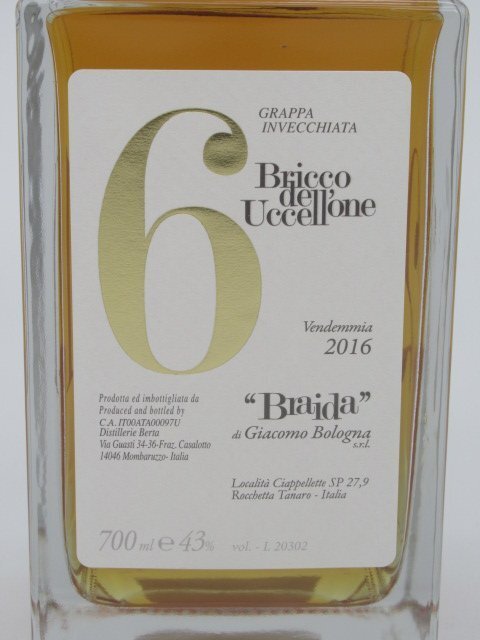 6
GRAPPA
INVECCHIATA
Bricco
dell'
Uccellone
Vendemmia
2016
"Braida"
di Giacomo Bologna
s.r.l.
Prodotta ed imbottigliata da
Produced and bottled by
C.A. IT00ATA00097U
Distillerie Berta
Via Guasti 34-36-Fraz. Casalotto
14046 Mombaruzzo-Italia
Località Ciappellette SP 27,9
Rocchetta Tanaro - Italia
700 ml e 43% vol. - L 20302